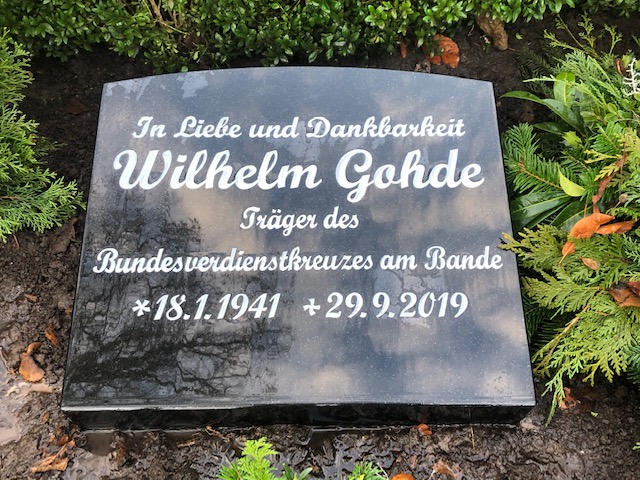 In Liebe und Dankbarkeit
Wilhelm Gohde
Träger des
Bundesverdienstkreuzes am Bande
*18.1.1941 +29.9.2019